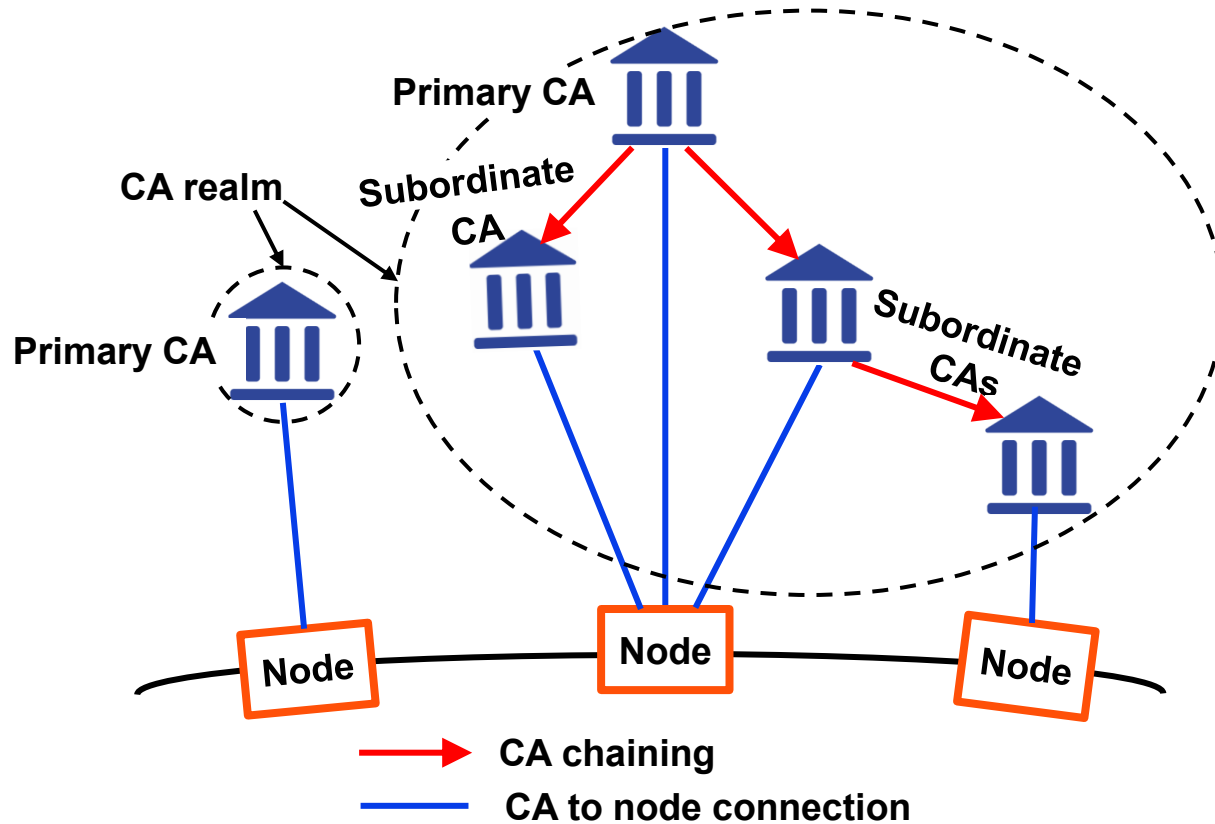 Primary CA
Subordinate
CA
CA realm
Primary CA
Subordinate
CAs
Node
Node
Node
CA chaining
CA to node connection